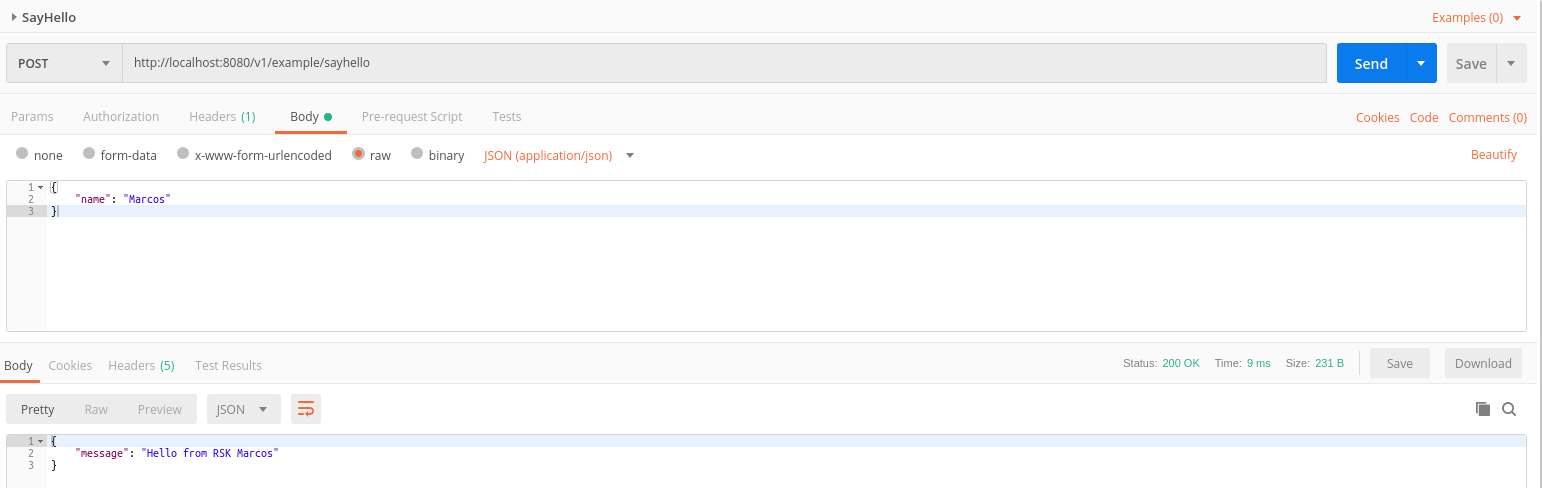 SayHello Examples (0)
POST http://localhost:8080/v1/example/sayhello Send Save
Params Authorization Headers (1) Body Pre-request Script Tests Cookies Code Comments (0)
none form-data x-www-form-urlencoded raw binary JSON (application/json) Beautify
1 {
2 "name": "Marcos"
3 }
Body Cookies Headers (5) Test Results Status: 200 OK Time: 9 ms Size: 231 B Save Download
Pretty Raw Preview JSON
1 {
2 "message": "Hello from RSK Marcos"
3 }